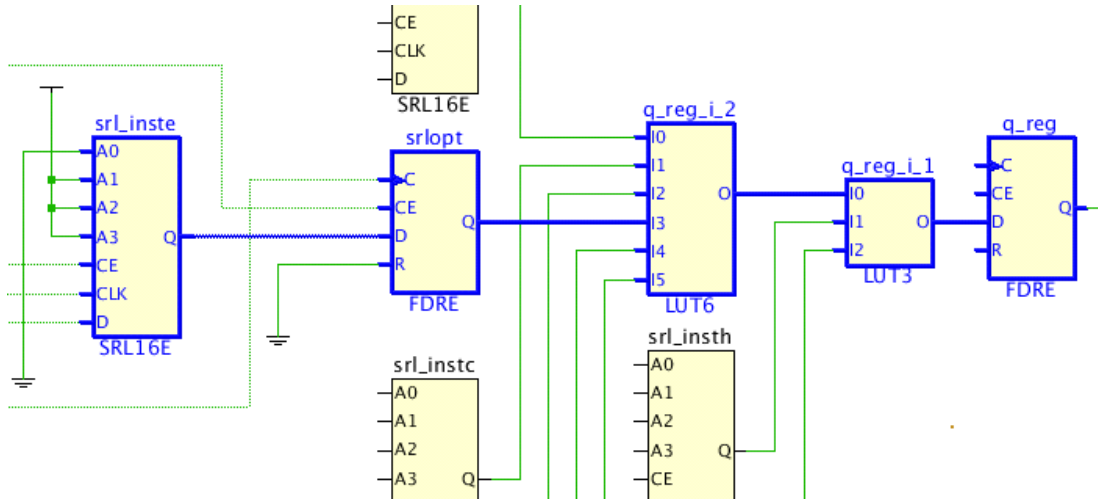 CE
CLK
D
SRL16E
srl_inste
A0
A1
A2
A3
Q
CE
CLK
D
SRL16E
srlopt
C
CE
D
Q
R
FDRE
q_reg_i_2
I0
I1
I2
O
I3
I4
I5
LUT6
q_reg_i_1
I0
I1
O
I2
LUT3
q_reg
C
CE
Q
D
R
FDRE
srl_instc
A0
A1
A2
A3
Q
srl_insth
A0
A1
A2
A3
Q
CE